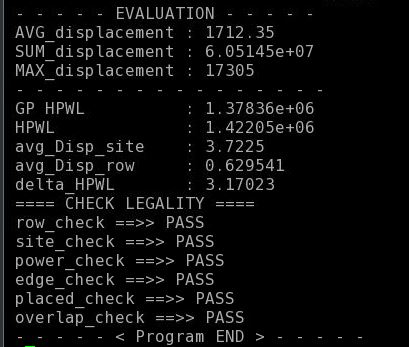 - - - - - EVALUATION - - - - -
AVG_displacement : 1712.35
SUM_displacement : 6.05145e+07
MAX_displacement : 17305
- - - - - - - - - - - - - - - -
GP HPWL          : 1.37836e+06
HPWL             : 1.42205e+06
avg_Disp_site    : 3.7225
avg_Disp_row     : 0.629541
delta_HPWL       : 3.17023
==== CHECK LEGALITY ====
row_check ==>> PASS
site_check ==>> PASS
power_check ==>> PASS
edge_check ==>> PASS
placed_check ==>> PASS
overlap_check ==>> PASS
- - - - - < Program END > - - - - -